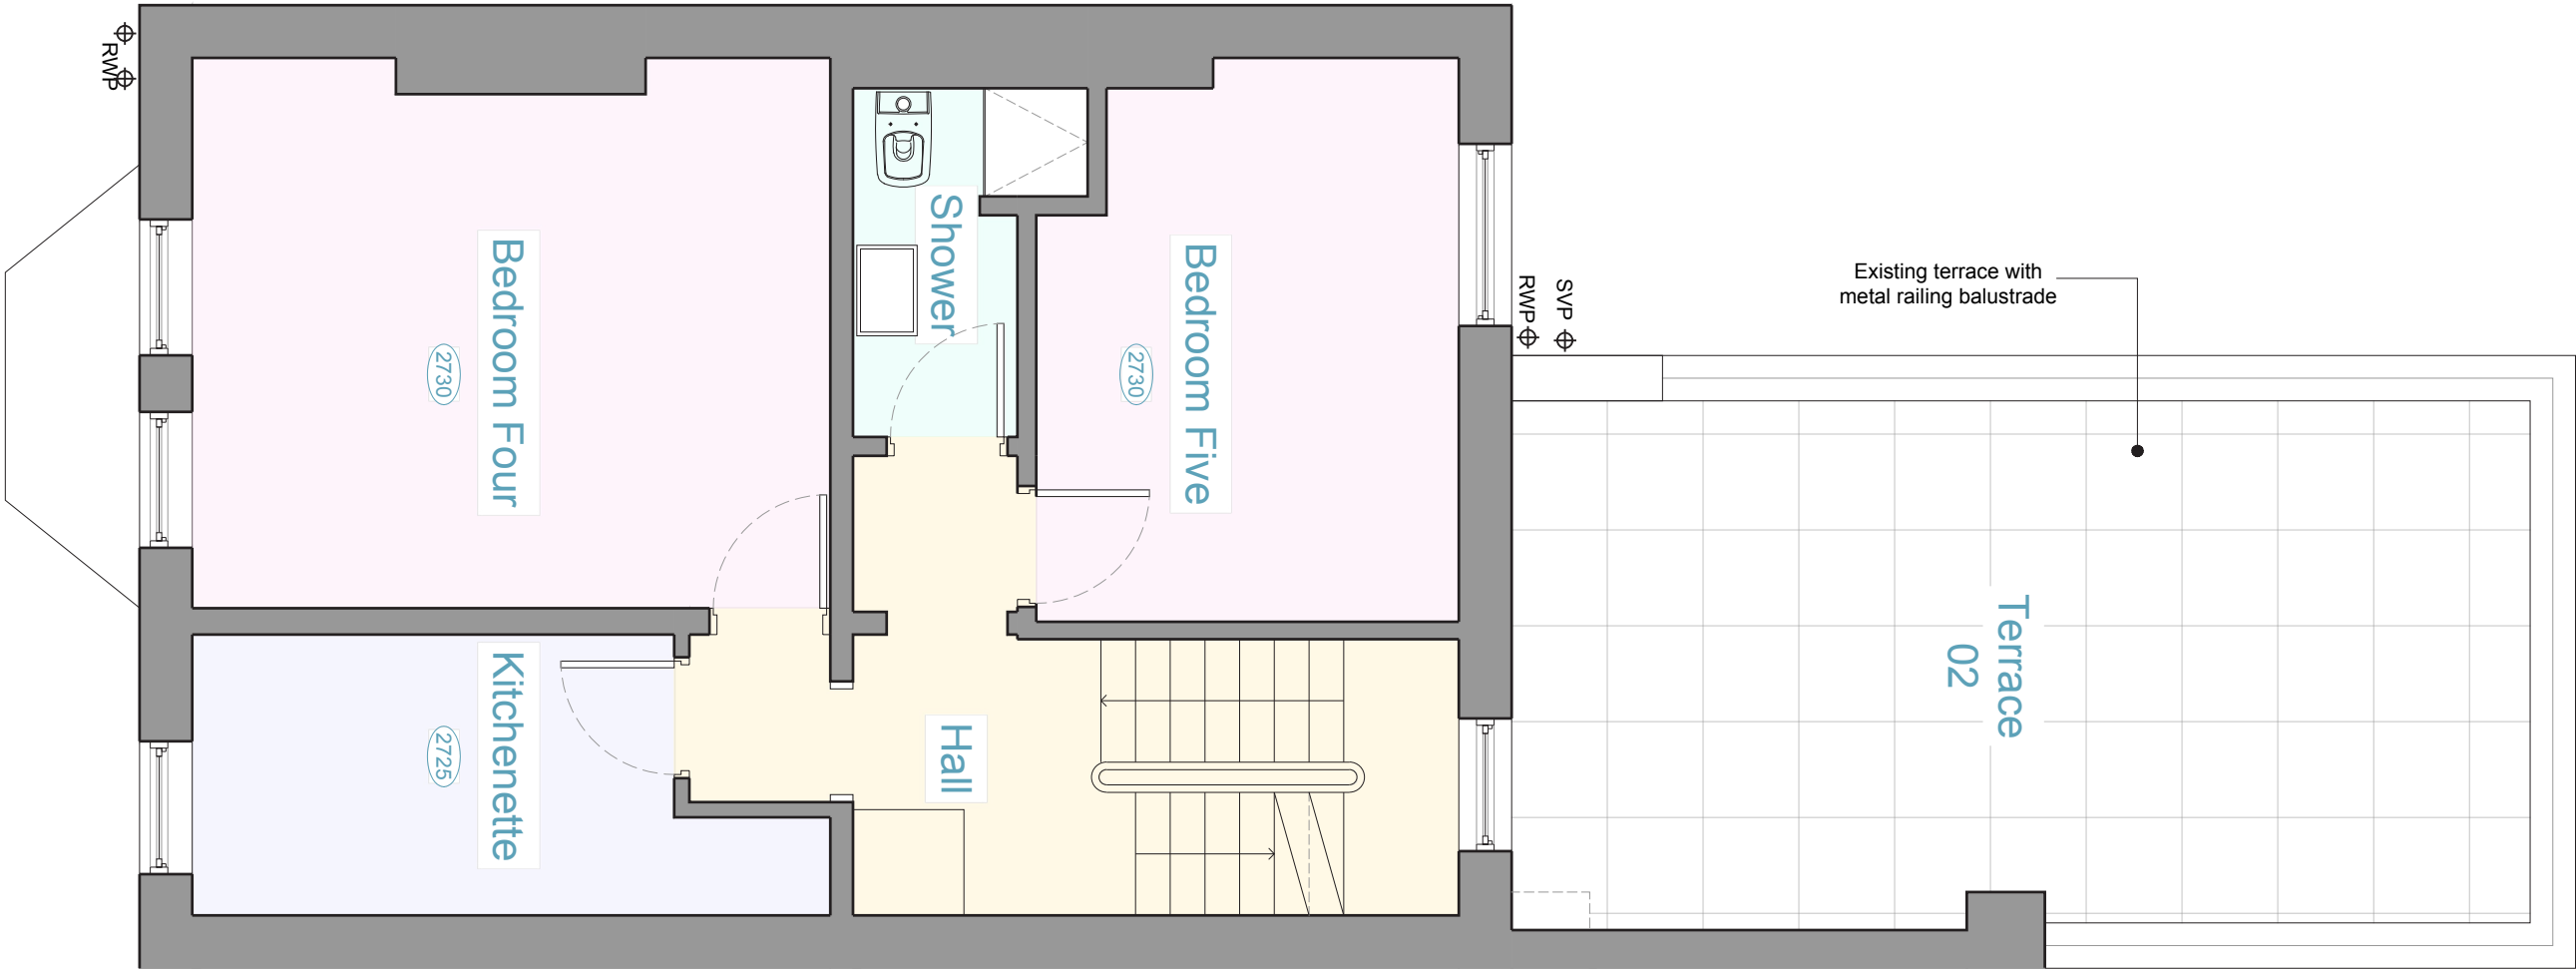 RWP
Bedroom Four
2730
Shower
Bedroom Five
2730
RWP
SVP
Existing terrace with
metal railing balustrade
Terrace
02
Kitchenette
2725
Hall